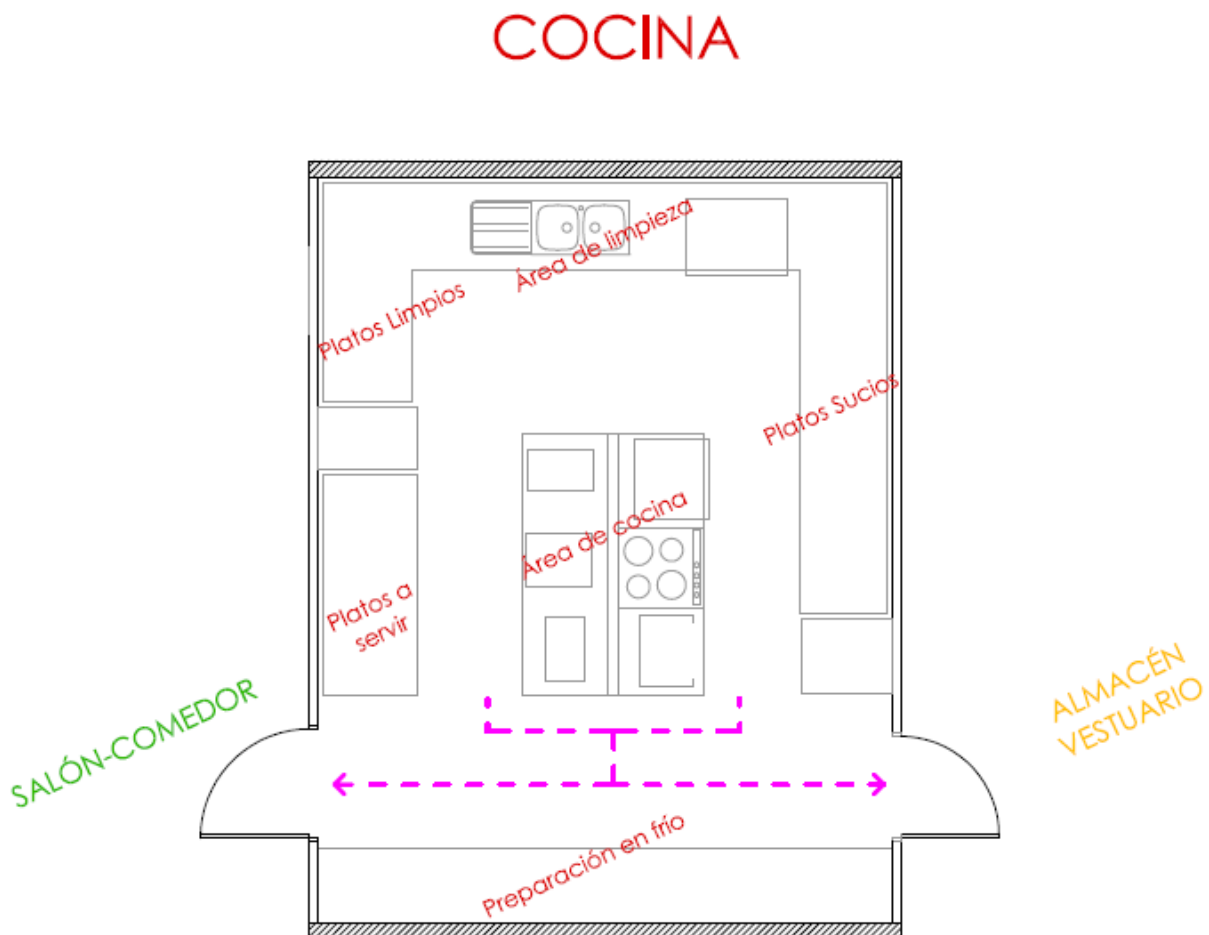 COCINA
Área de limpieza
Platos Limpios
Platos Sucios
Área de cocina
Platos a
servir
SALÓN-COMEDOR
ALMACÉN
VESTUARIO
Preparación en frío